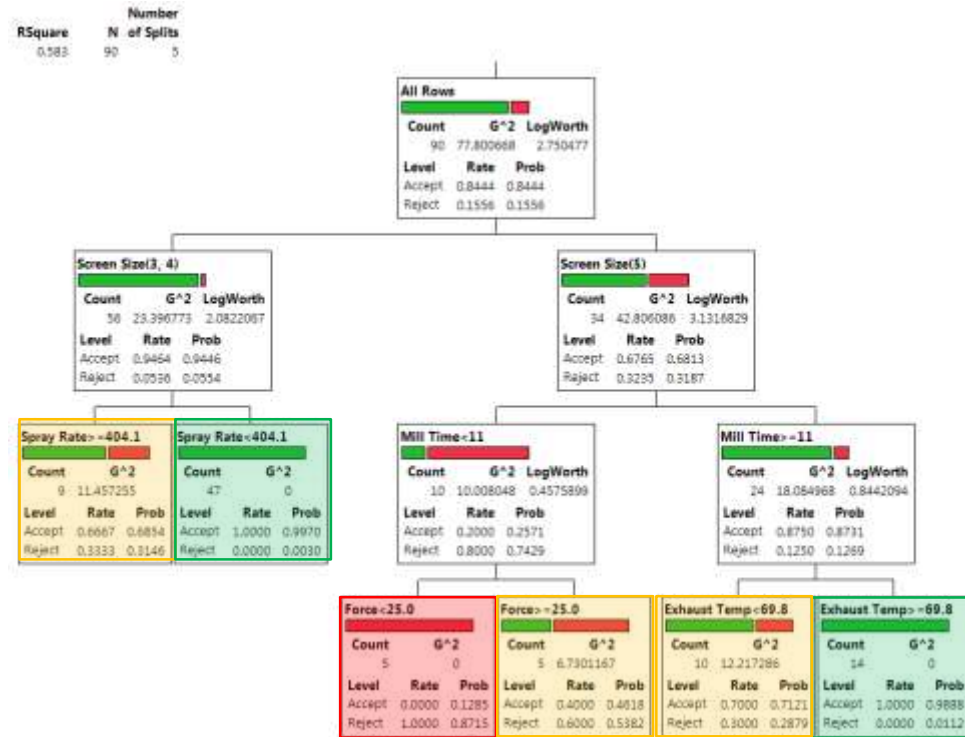 Number
RSquare N of Splits
0.583 90 5
All Rows
Count G^2 LogWorth
90 77.800668 2.750477
Level Rate Prob
Accept 0.8444 0.8444
Reject 0.1556 0.1556
Screen Size(3, 4)
Count G^2 LogWorth
56 23.396773 2.0822067
Level Rate Prob
Accept 0.9464 0.9446
Reject 0.0536 0.0554
Screen Size(5)
Count G^2 LogWorth
34 42.806086 3.1316829
Level Rate Prob
Accept 0.6765 0.6813
Reject 0.3235 0.3187
Spray Rate>=404.1
Count G^2
9 11.457255
Level Rate Prob
Accept 0.6667 0.6854
Reject 0.3333 0.3146
Spray Rate<404.1
Count G^2
47 0
Level Rate Prob
Accept 1.0000 0.9970
Reject 0.0000 0.0030
Mill Time<11
Count G^2 LogWorth
10 10.008048 0.4575899
Level Rate Prob
Accept 0.2000 0.2571
Reject 0.8000 0.7429
Mill Time>=11
Count G^2 LogWorth
24 18.084968 0.8442094
Level Rate Prob
Accept 0.8750 0.8731
Reject 0.1250 0.1269
Force<25.0
Count G^2
5 0
Level Rate Prob
Accept 0.0000 0.1285
Reject 1.0000 0.8715
Force>=25.0
Count G^2
5 6.7301167
Level Rate Prob
Accept 0.4000 0.4618
Reject 0.6000 0.5382
Exhaust Temp<69.8
Count G^2
10 12.217286
Level Rate Prob
Accept 0.7000 0.7121
Reject 0.3000 0.2879
Exhaust Temp>=69.8
Count G^2
14 0
Level Rate Prob
Accept 1.0000 0.9888
Reject 0.0000 0.0112